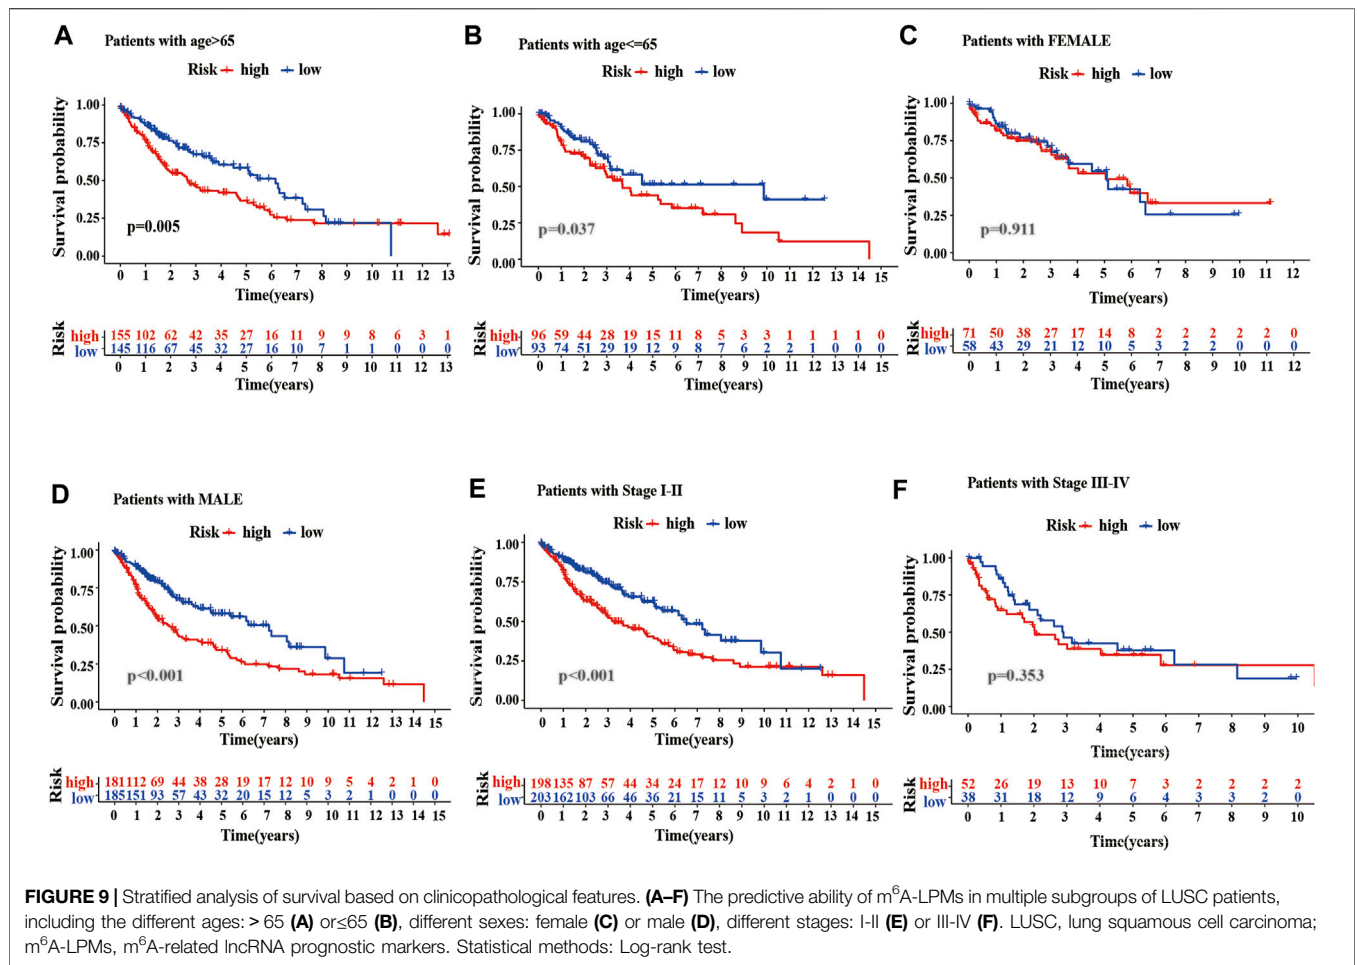 A Patients with age>65
Risk high low
Survival probability
1.00
0.75
0.50
0.25
0.00
p=0.005
0 1 2 3 4 5 6 7 8 9 10 11 12 13
Time(years)
Risk
high 155 102 62 42 35 27 16 11 9 9 8 6 3 1
low 145 116 67 45 32 27 16 10 7 1 1 0 0 0
0 1 2 3 4 5 6 7 8 9 10 11 12 13
Time(years)
B Patients with age<=65
Risk high low
Survival probability
1.00
0.75
0.50
0.25
0.00
p=0.037
0 1 2 3 4 5 6 7 8 9 10 11 12 13 14 15
Time(years)
Risk
high 96 59 44 28 19 15 11 8 5 3 3 1 1 1 1 0
low 93 74 51 29 19 12 9 8 7 6 2 2 1 0 0 0
0 1 2 3 4 5 6 7 8 9 10 11 12 13 14 15
Time(years)
C Patients with FEMALE
Risk high low
Survival probability
1.00
0.75
0.50
0.25
0.00
p=0.911
0 1 2 3 4 5 6 7 8 9 10 11 12
Time(years)
Risk
high 71 50 38 27 17 14 8 2 2 2 2 2 0
low 58 43 29 21 12 10 5 3 2 2 0 0 0
0 1 2 3 4 5 6 7 8 9 10 11 12
Time(years)
D Patients with MALE
Risk high low
Survival probability
1.00
0.75
0.50
0.25
0.00
p<0.001
0 1 2 3 4 5 6 7 8 9 10 11 12 13 14 15
Time(years)
Risk
high 181 112 69 44 38 28 19 17 12 10 9 5 4 2 1 0
low 185 151 93 57 43 32 20 15 12 5 3 2 1 0 0 0
0 1 2 3 4 5 6 7 8 9 10 11 12 13 14 15
Time(years)
E Patients with Stage I-II
Risk high low
Survival probability
1.00
0.75
0.50
0.25
0.00
p<0.001
0 1 2 3 4 5 6 7 8 9 10 11 12 13 14 15
Time(years)
Risk
high 198 135 87 57 44 34 24 17 12 10 9 6 4 2 1 0
low 203 162 103 66 46 36 21 15 11 5 3 2 1 0 0 0
0 1 2 3 4 5 6 7 8 9 10 11 12 13 14 15
Time(years)
F Patients with Stage III-IV
Risk high low
Survival probability
1.00
0.75
0.50
0.25
0.00
p=0.353
0 1 2 3 4 5 6 7 8 9 10
Time(years)
Risk
high 52 26 19 13 10 7 3 2 2 2 2
low 38 31 18 12 9 6 4 3 3 2 0
0 1 2 3 4 5 6 7 8 9 10
Time(years)
FIGURE 9 | Stratified analysis of survival based on clinicopathological features. (A–F) The predictive ability of m⁶A-LPMs in multiple subgroups of LUSC patients,
including the different ages: > 65 (A) or≤65 (B), different sexes: female (C) or male (D), different stages: I-II (E) or III-IV (F). LUSC, lung squamous cell carcinoma;
m⁶A-LPMs, m⁶A-related lncRNA prognostic markers. Statistical methods: Log-rank test.